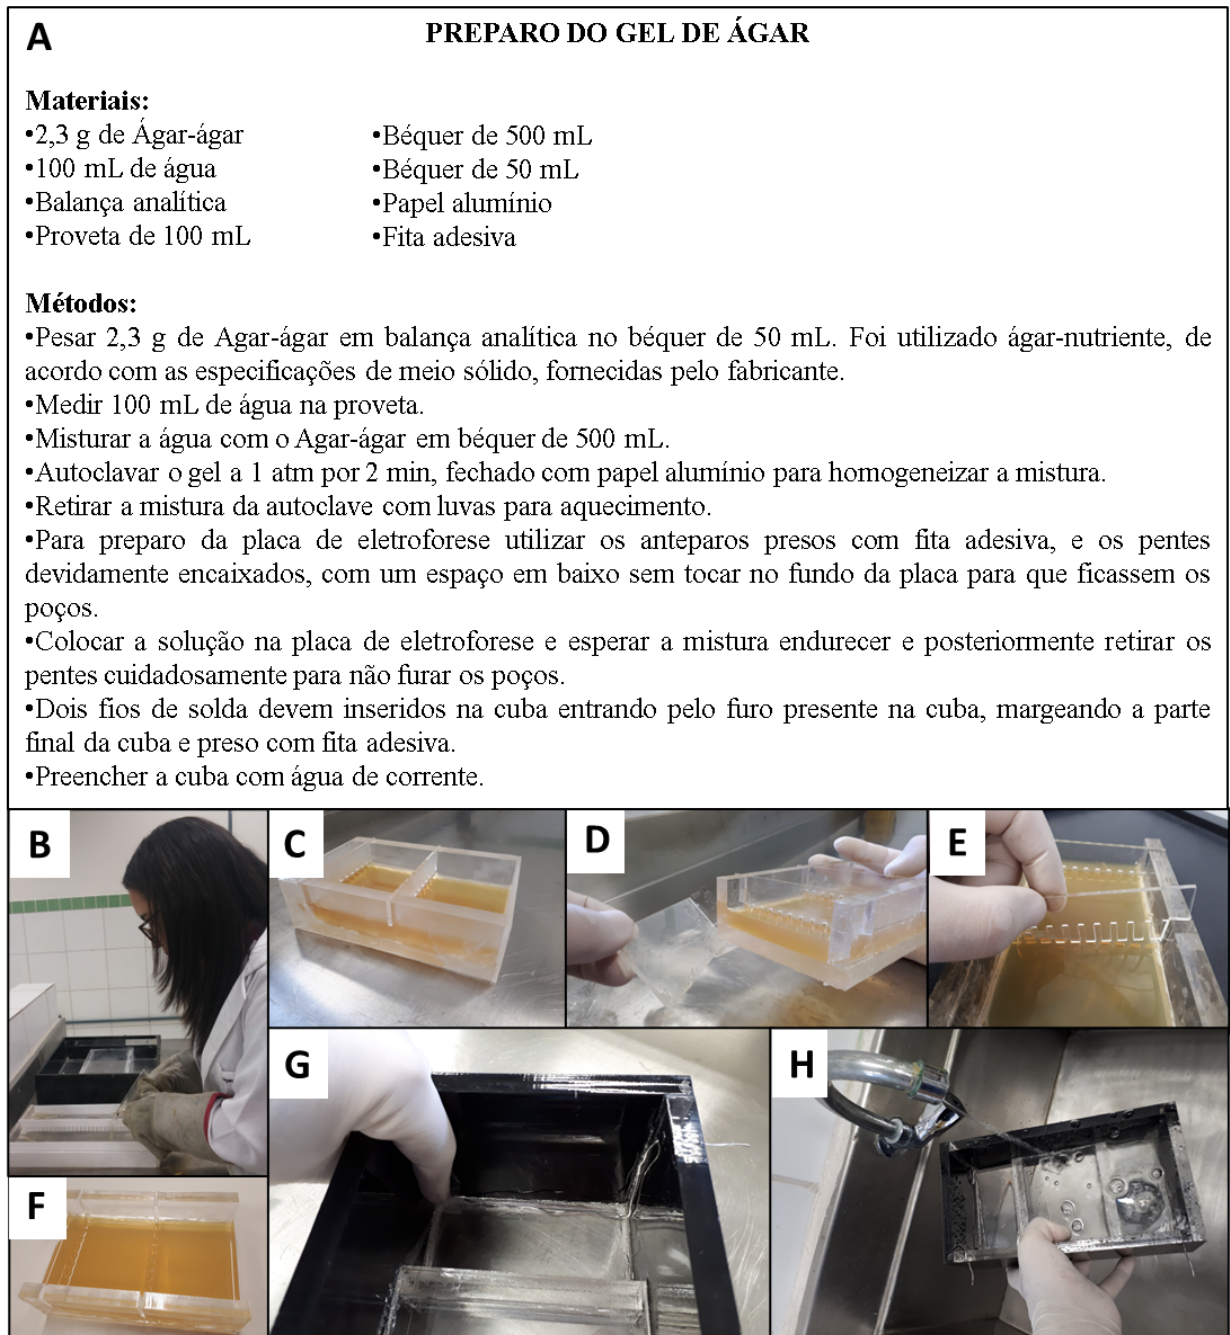 A
PREPARO DO GEL DE ÁGAR
Materiais:
•2,3 g de Ágar-ágar
•100 mL de água
•Balança analítica
•Proveta de 100 mL
•Béquer de 500 mL
•Béquer de 50 mL
•Papel alumínio
•Fita adesiva
Métodos:
•Pesar 2,3 g de Agar-ágar em balança analítica no béquer de 50 mL. Foi utilizado ágar-nutriente, de
acordo com as especificações de meio sólido, fornecidas pelo fabricante.
•Medir 100 mL de água na proveta.
•Misturar a água com o Agar-ágar em béquer de 500 mL.
•Autoclavar o gel a 1 atm por 2 min, fechado com papel alumínio para homogeneizar a mistura.
•Retirar a mistura da autoclave com luvas para aquecimento.
•Para preparo da placa de eletroforese utilizar os anteparos presos com fita adesiva, e os pentes
devidamente encaixados, com um espaço em baixo sem tocar no fundo da placa para que ficassem os
poços.
•Colocar a solução na placa de eletroforese e esperar a mistura endurecer e posteriormente retirar os
pentes cuidadosamente para não furar os poços.
•Dois fios de solda devem inseridos na cuba entrando pelo furo presente na cuba, margeando a parte
final da cuba e preso com fita adesiva.
•Preencher a cuba com água de corrente.
B
C
D
E
F
G
H